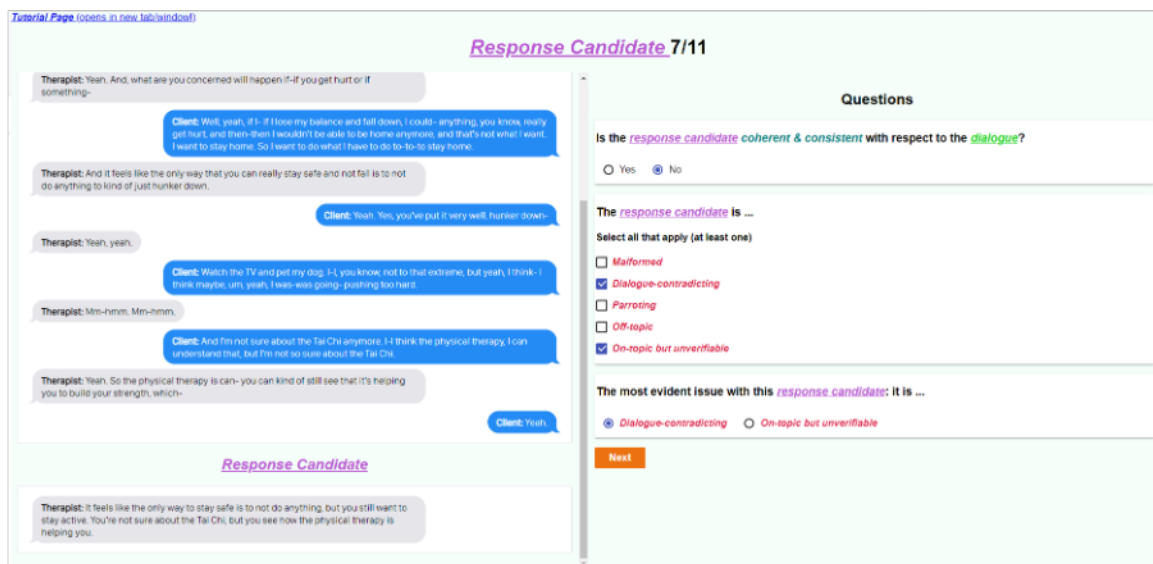 Tutorial Page (opens in new tab/window!)
Response Candidate 7/11
Therapist: Yeah. And, what are you concerned will happen if-if you get hurt or if
something-
Client: Well, yeah, if I- if I lose my balance and fall down, I could- anything, you know, really
get hurt, and then-then I wouldn't be able to be home anymore, and that's not what I want.
I want to stay home. So I want to do what I have to do to-to-to stay home.
Therapist: And it feels like the only way that you can really stay safe and not fall is to not
do anything to kind of just hunker down.
Client: Yeah. Yes, you've put it very well, hunker down-
Therapist: Yeah, yeah.
Client: Watch the TV and pet my dog. I-I, you know, not to that extreme, but yeah, I think- I
think maybe, um, yeah, I was-was going- pushing too hard.
Therapist: Mm-hmm. Mm-hmm.
Client: And I'm not sure about the Tai Chi anymore. I-I think the physical therapy, I can
understand that, but I'm not so sure about the Tai Chi.
Therapist: Yeah. So the physical therapy is can- you can kind of still see that it's helping
you to build your strength, which-
Client: Yeah.
Response Candidate
Therapist: It feels like the only way to stay safe is to not do anything, but you still want to
stay active. You're not sure about the Tai Chi, but you see how the physical therapy is
helping you.
Questions
Is the response candidate coherent & consistent with respect to the dialogue?
Yes No
The response candidate is ...
Select all that apply (at least one)
Malformed
Dialogue-contradicting
Parroting
Off-topic
On-topic but unverifiable
The most evident issue with this response candidate: it is ...
Dialogue-contradicting On-topic but unverifiable
Next